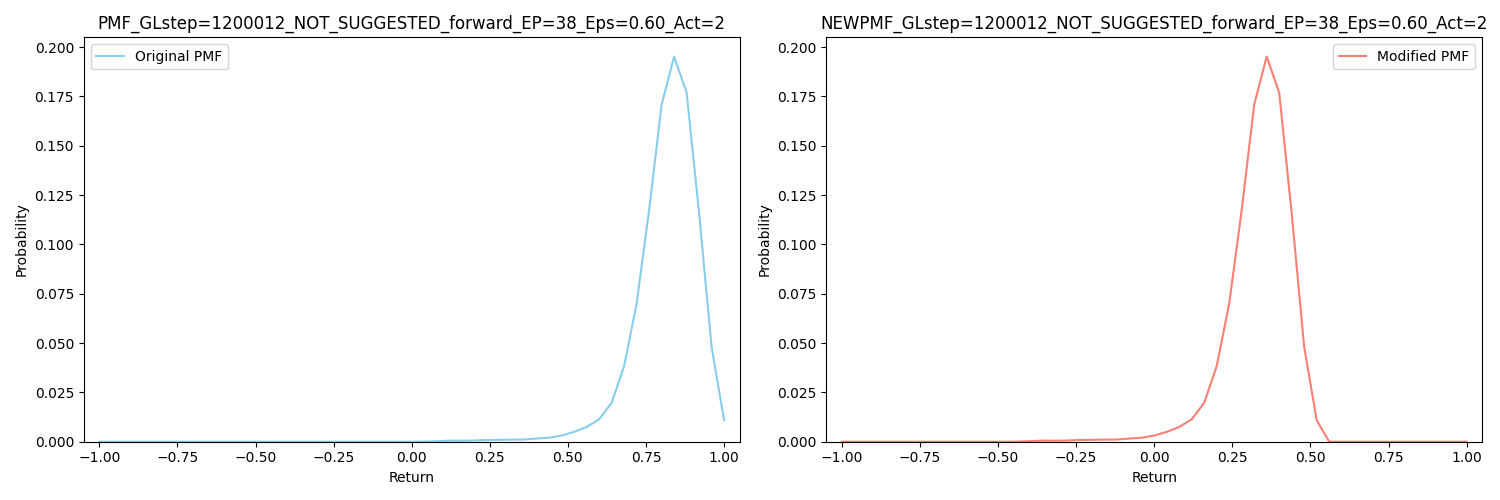 PMF_GLstep=1200012_NOT_SUGGESTED_forward_EP=38_Eps=0.60_Act=2
Original PMF
0.200
0.175
0.150
0.125
0.100
0.075
0.050
0.025
0.000
Probability
−1.00 −0.75 −0.50 −0.25 0.00 0.25 0.50 0.75 1.00
Return
NEWPMF_GLstep=1200012_NOT_SUGGESTED_forward_EP=38_Eps=0.60_Act=2
Modified PMF
0.200
0.175
0.150
0.125
0.100
0.075
0.050
0.025
0.000
Probability
−1.00 −0.75 −0.50 −0.25 0.00 0.25 0.50 0.75 1.00
Return